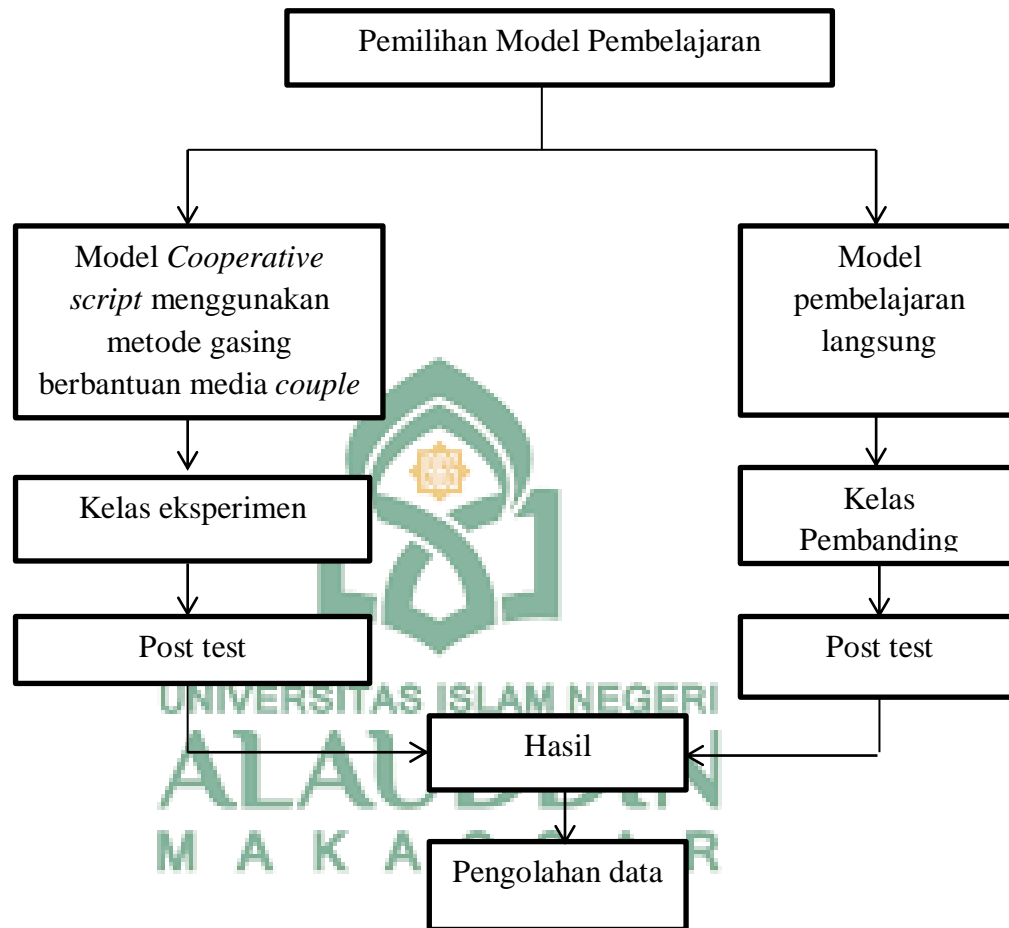 Pemilihan Model Pembelajaran
Model Cooperative
script menggunakan
metode gasing
berbantuan media couple
Model
pembelajaran
langsung
Kelas eksperimen
Kelas
Pembanding
Post test
Post test
UNIVERSITAS ISLAM NEGERI
Hasil
ALAUDDIN
MAKASSAR
Pengolahan data